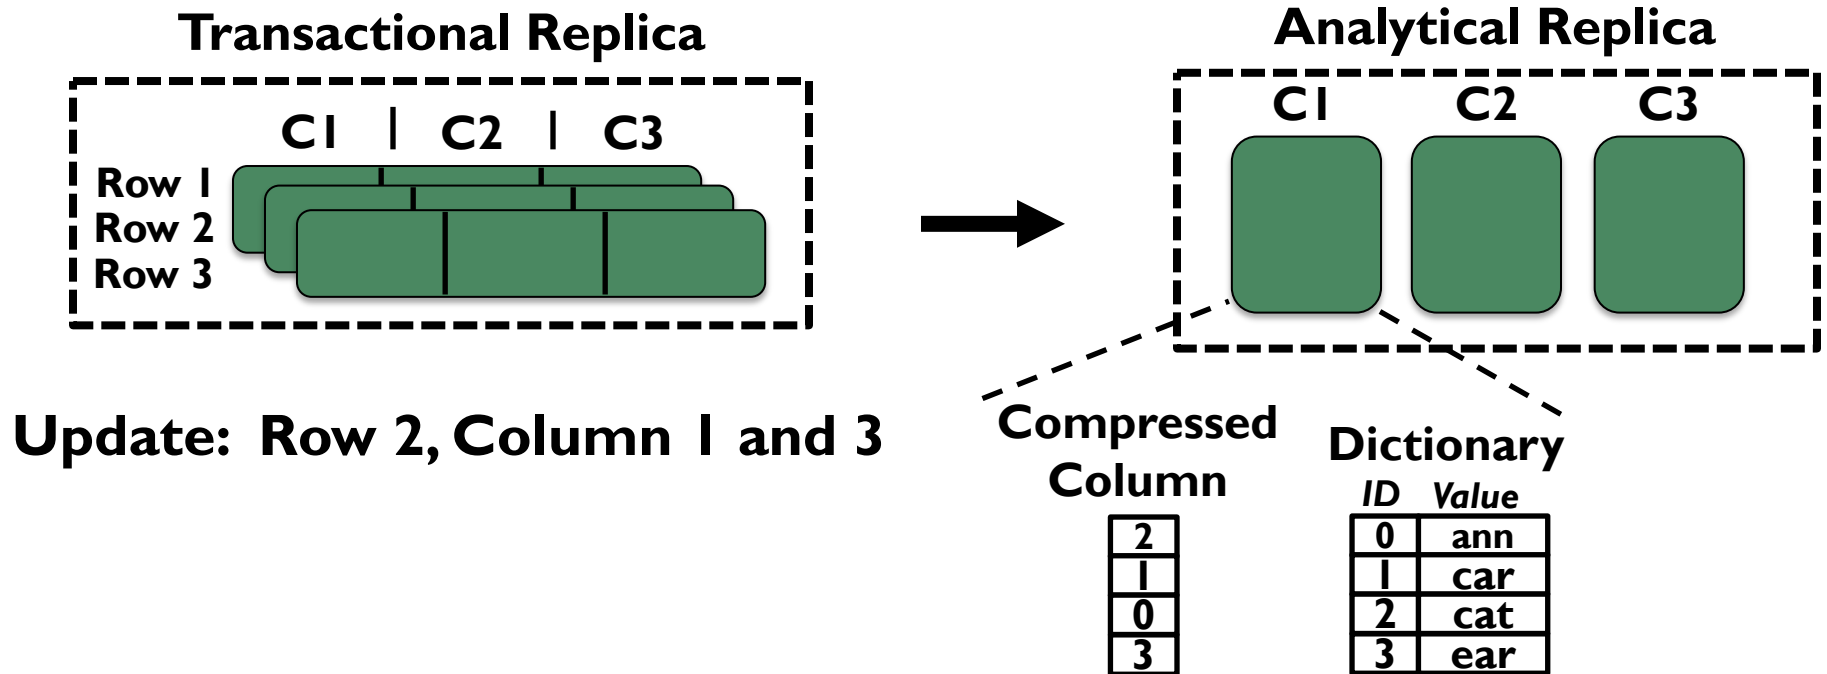 Transactional Replica
C1 | C2 | C3
Row 1
Row 2
Row 3
Analytical Replica
C1 C2 C3
Update: Row 2, Column 1 and 3
Compressed
Column
2
1
0
3
Dictionary
ID Value
0 ann
1 car
2 cat
3 ear